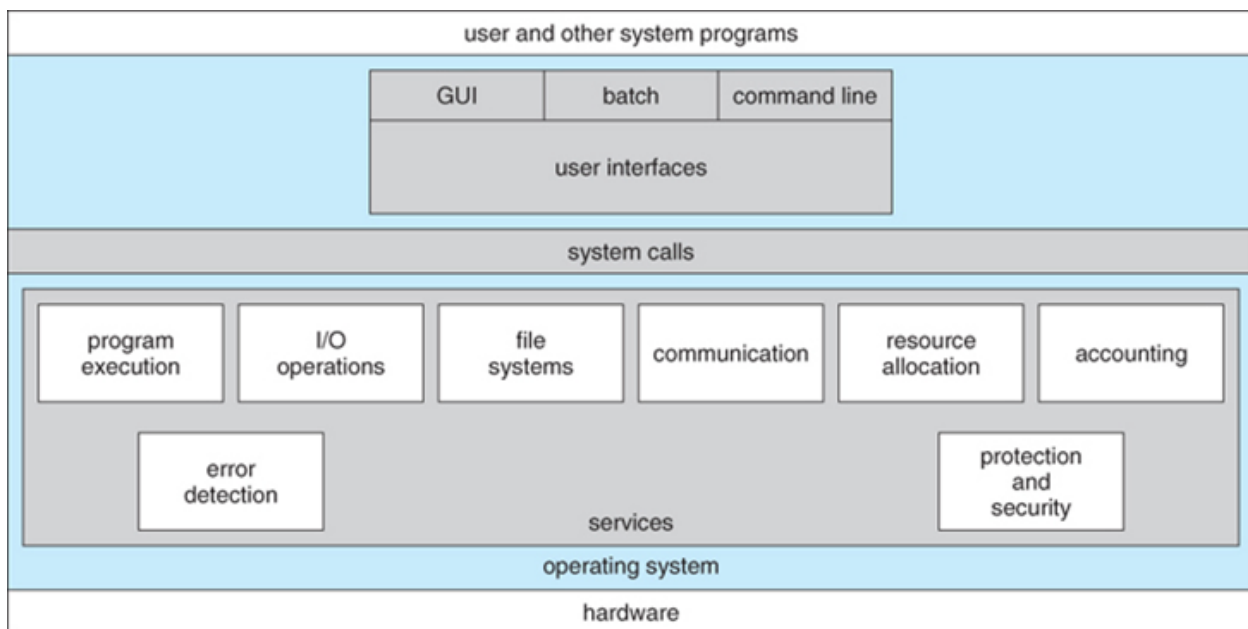 user and other system programs
GUI
batch
command line
user interfaces
system calls
program
execution
I/O
operations
file
systems
communication
resource
allocation
accounting
error
detection
protection
and
security
services
operating system
hardware